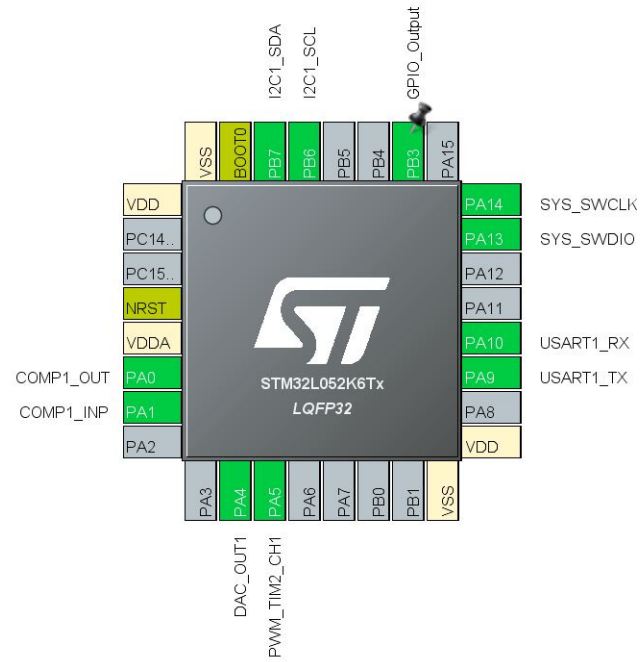 I2C1_SDA
I2C1_SCL
GPIO_Output
VSS
BOOT0
PB7
PB6
PB5
PB4
PB3
PA15
VDD
PC14..
PC15..
NRST
VDDA
COMP1_OUT PA0
COMP1_INP PA1
PA2
STM32L052K6Tx
LQFP32
PA14 SYS_SWCLK
PA13 SYS_SWDIO
PA12
PA11
PA10 USART1_RX
PA9 USART1_TX
PA8
VDD
PA3
PA4
PA5
PA6
PA7
PB0
PB1
VSS
DAC_OUT1
PWM_TIM2_CH1